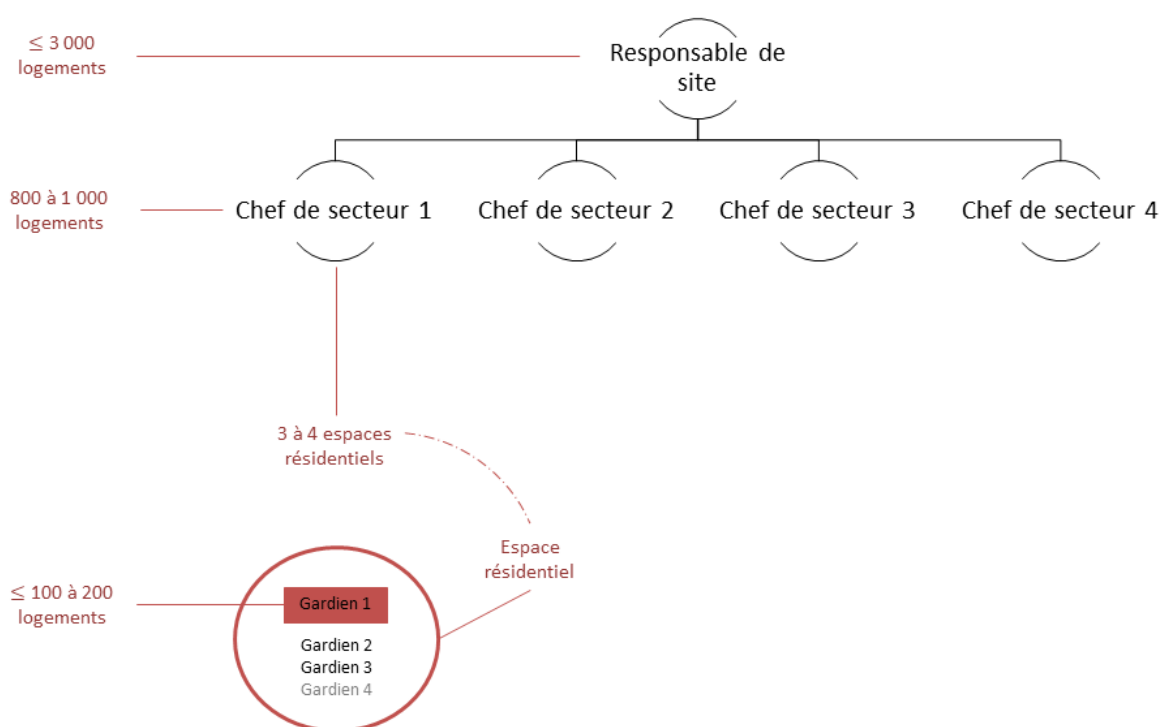 ≤ 3 000
logements
Responsable de
site
800 à 1 000
logements
Chef de secteur 1
Chef de secteur 2
Chef de secteur 3
Chef de secteur 4
3 à 4 espaces
résidentiels
Espace
résidentiel
≤ 100 à 200
logements
Gardien 1
Gardien 2
Gardien 3
Gardien 4